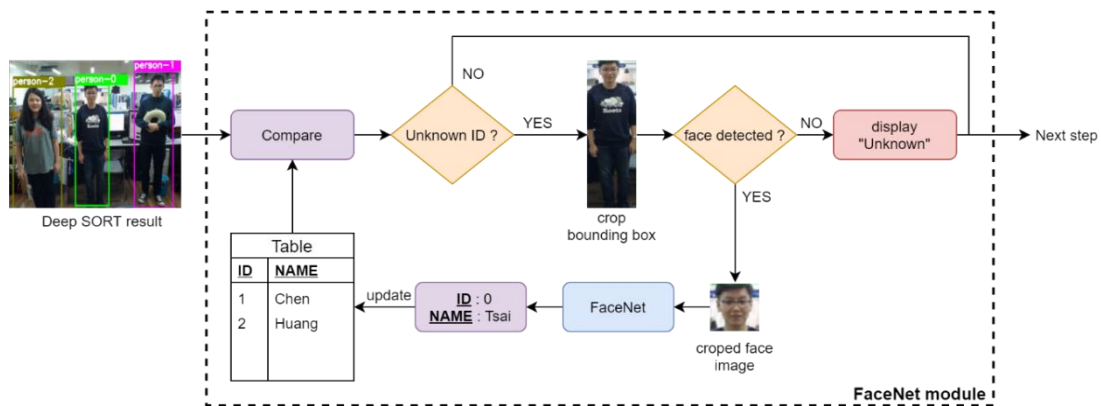 person-1
person-2
person-0
Deep SORT result
Compare
Unknown ID ?
NO
YES
crop
bounding box
face detected ?
NO
display
"Unknown"
Next step
YES
croped face
image
FaceNet
ID : 0
NAME : Tsai
update
Table
ID NAME
1 Chen
2 Huang
FaceNet module